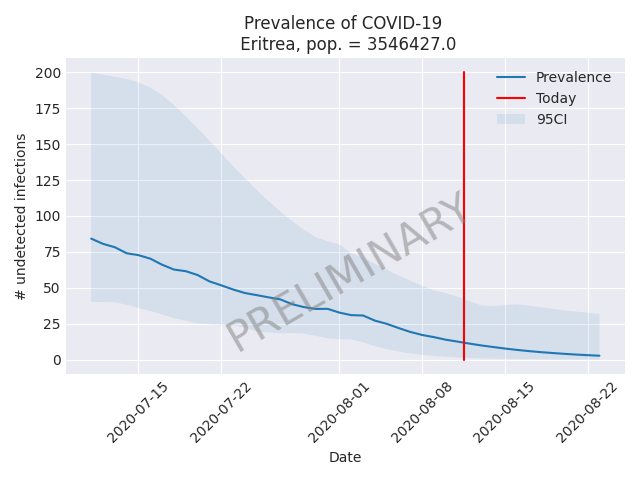 Prevalence of COVID-19
Eritrea, pop. = 3546427.0
200
175
150
125
100
75
50
25
0
# undetected infections
Prevalence
Today
95CI
PRELIMINARY
2020-07-15
2020-07-22
2020-08-01
2020-08-08
2020-08-15
2020-08-22
Date